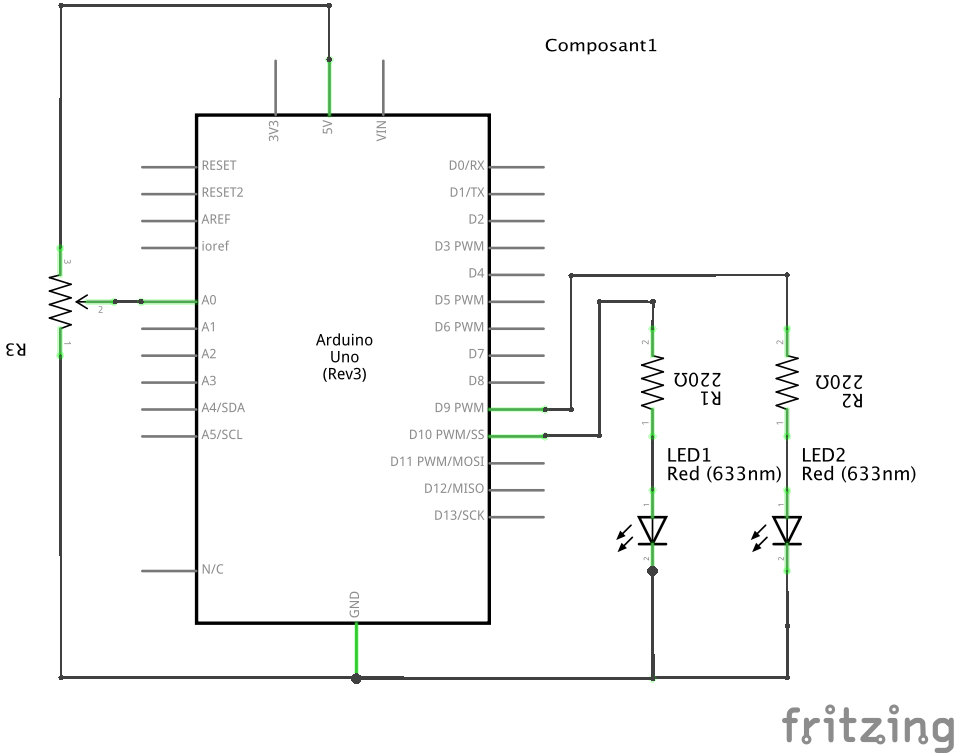 Composant1
3V3
5V
VIN
RESET
RESET2
AREF
ioref
A0
A1
A2
A3
A4/SDA
A5/SCL
N/C
GND
D0/RX
D1/TX
D2
D3 PWM
D4
D5 PWM
D6 PWM
D7
D8
D9 PWM
D10 PWM/SS
D11 PWM/MOSI
D12/MISO
D13/SCK
Arduino
Uno
(Rev3)
3
2
1
R3
2
1
R1
220Ω
2
1
R2
220Ω
LED1
Red (633nm)
1
2
LED2
Red (633nm)
1
2
fritzing